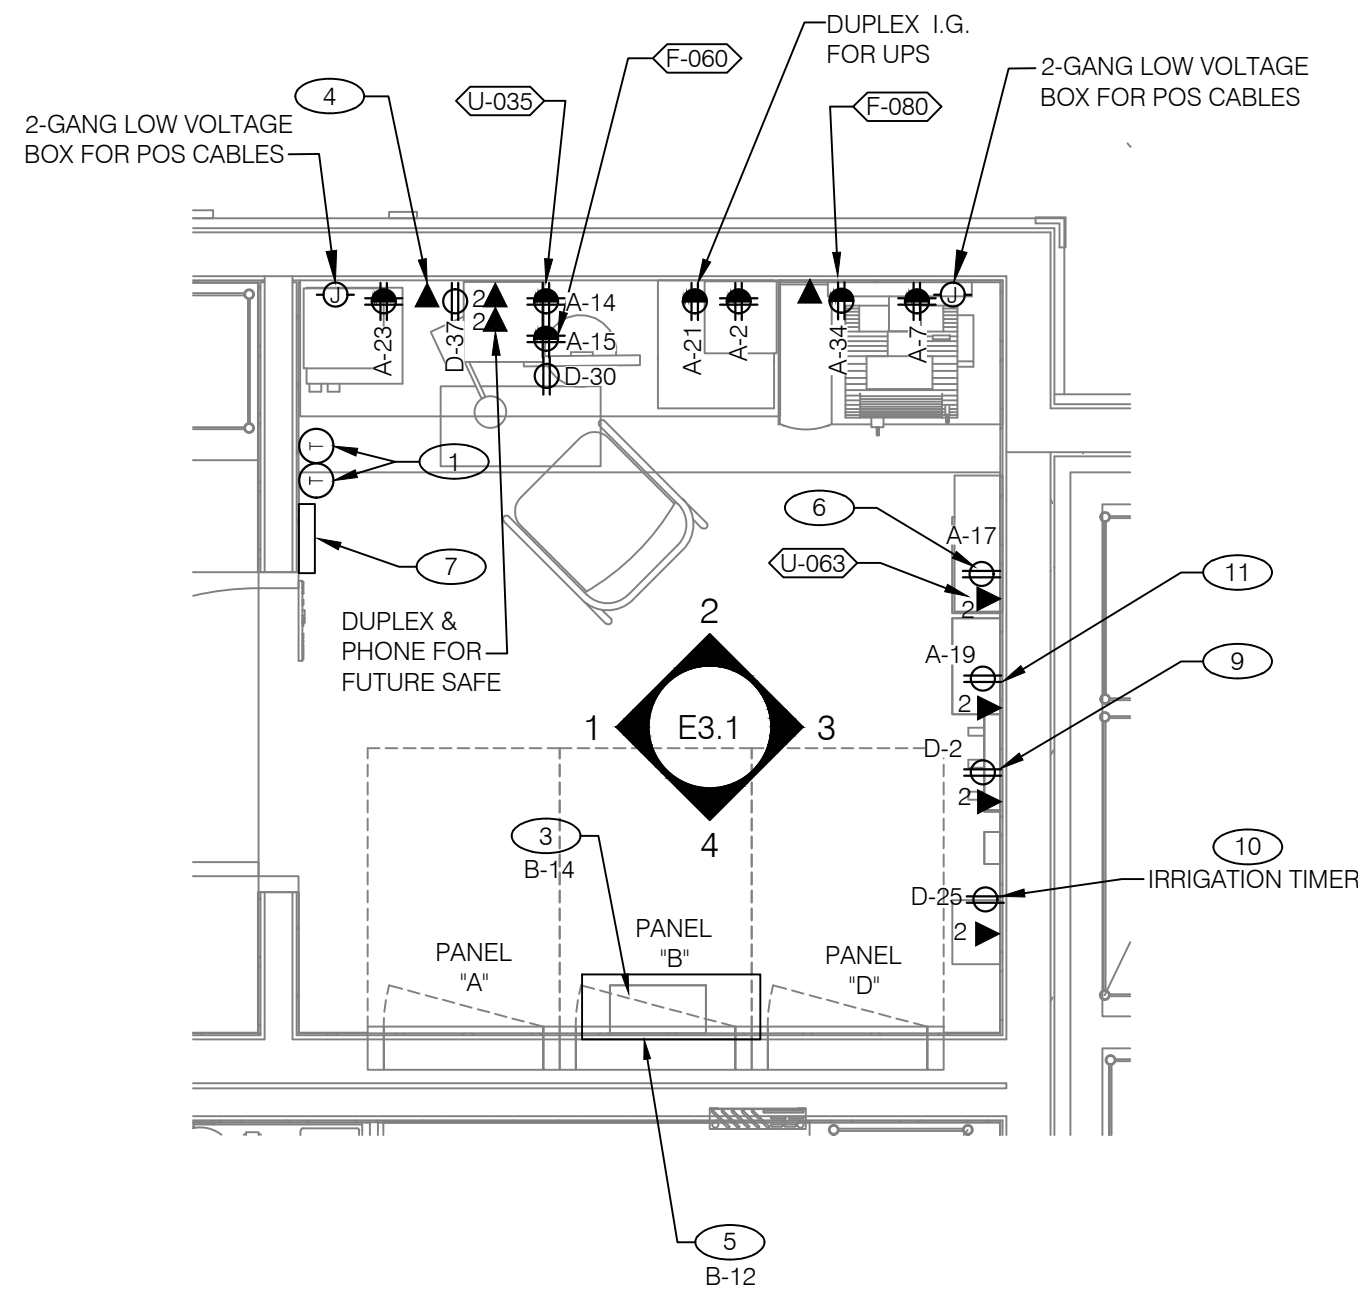 DUPLEX I.G.
FOR UPS
F-060
2-GANG LOW VOLTAGE
BOX FOR POS CABLES
4
U-035
F-080
2-GANG LOW VOLTAGE
BOX FOR POS CABLES
J
A-23
D-37
2
2
A-14
A-15
D-30
A-21
A-2
A-34
A-7
J
T
T
1
7
6
A-17
U-063
2
11
A-19
2
9
D-2
2
DUPLEX &
PHONE FOR
FUTURE SAFE
2
1
E3.1
3
4
3
B-14
10
IRRIGATION TIMER
D-25
2
PANEL
"A"
PANEL
"B"
PANEL
"D"
5
B-12